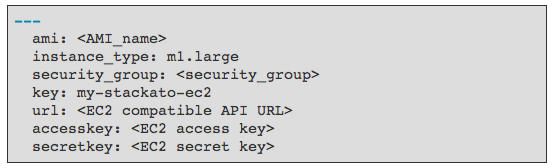 ---
ami: <AMI_name>
instance_type: m1.large
security_group: <security_group>
key: my-stackato-ec2
url: <EC2 compatible API URL>
accesskey: <EC2 access key>
secretkey: <EC2 secret key>